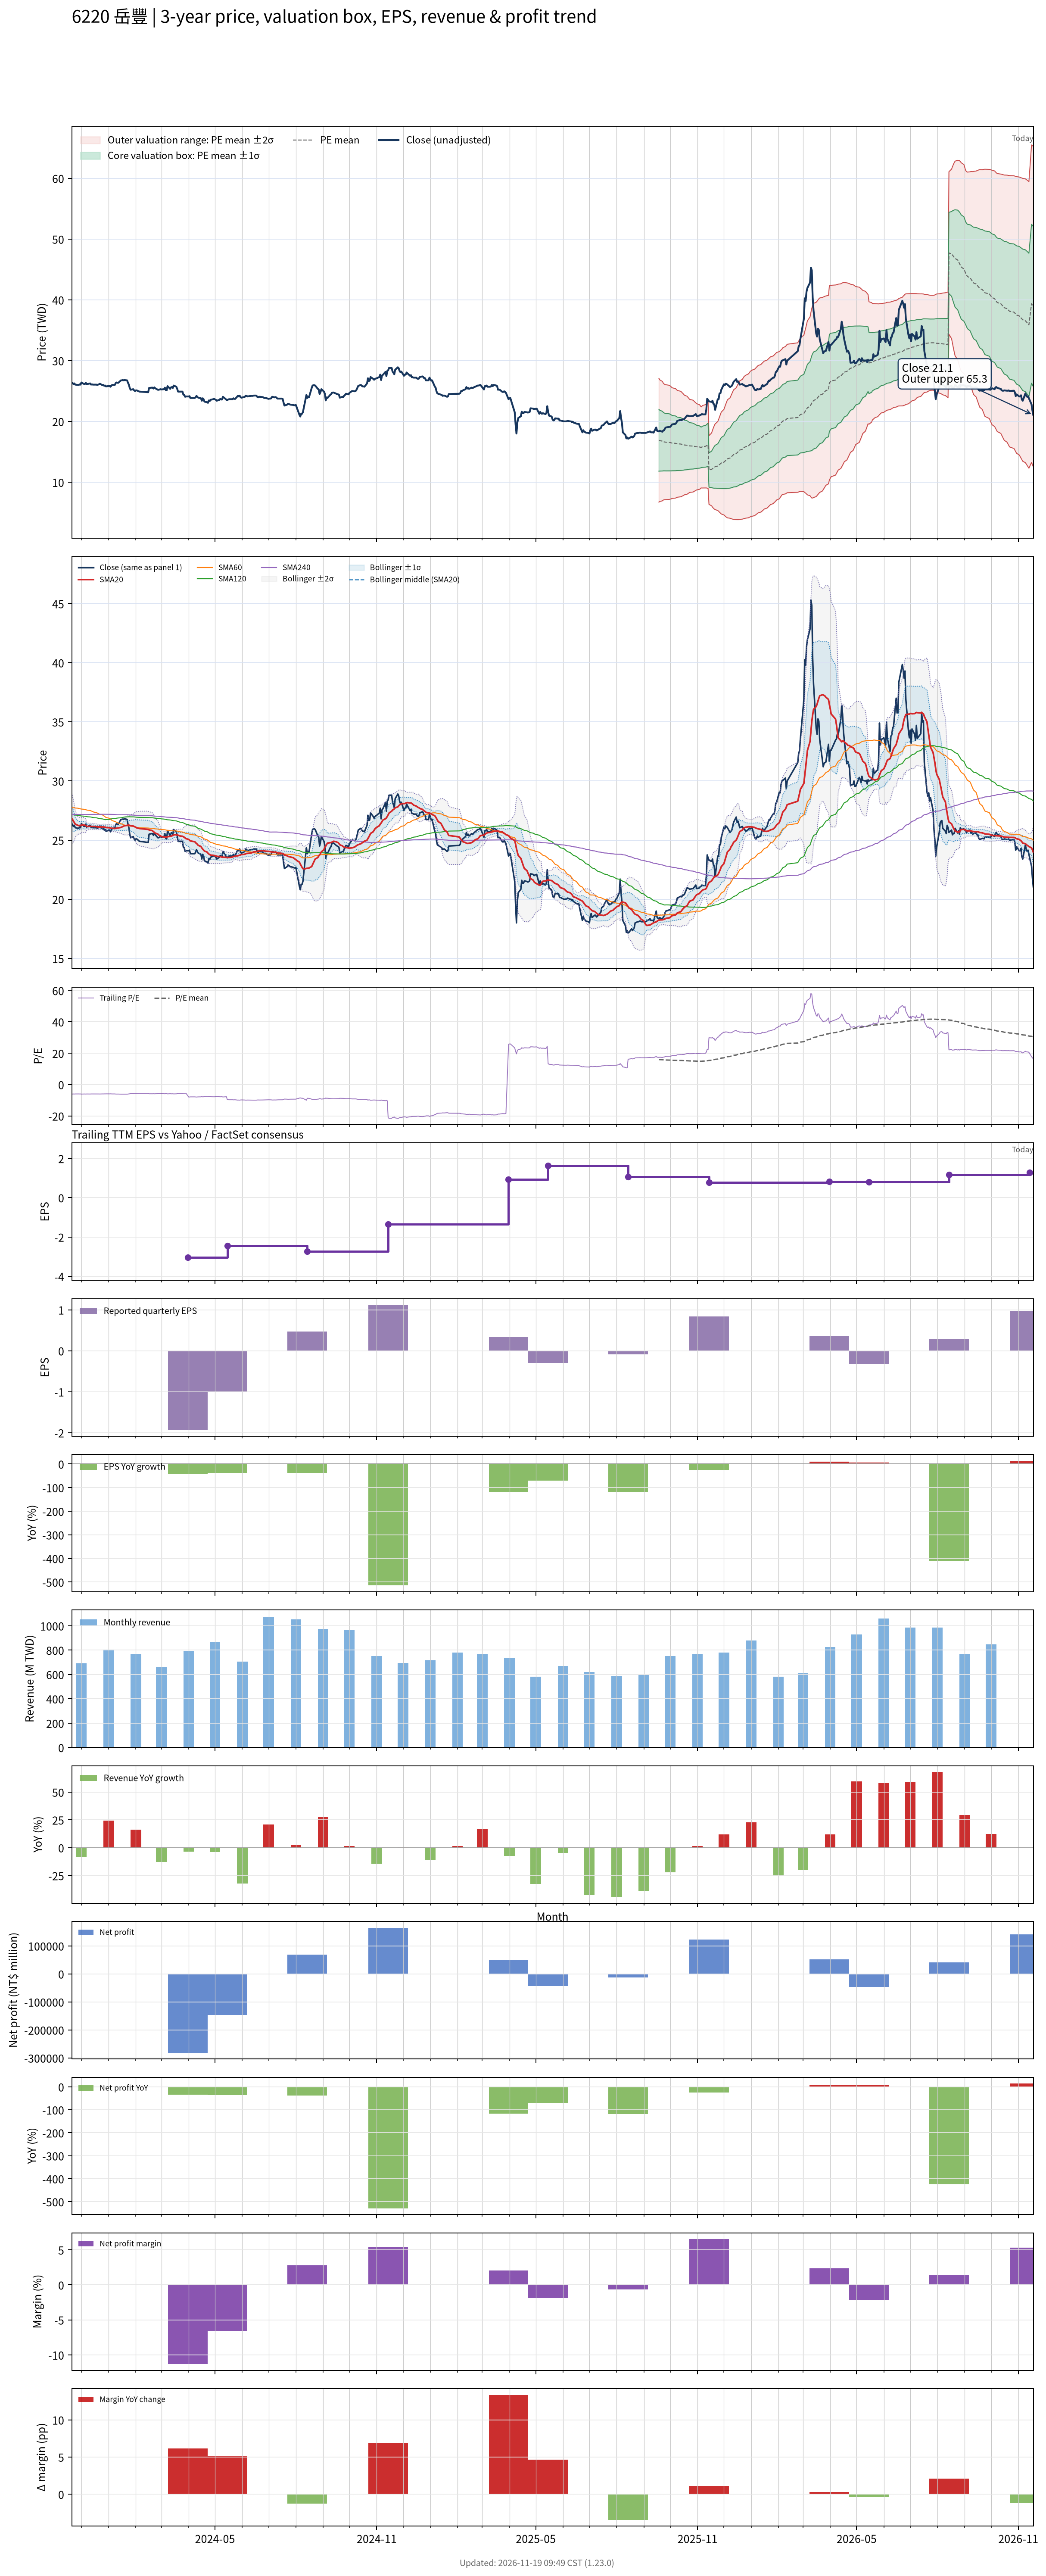 6220 岳豐 | 3-year price, valuation box, EPS, revenue & profit trend
Outer valuation range: PE mean ±2σ
Core valuation box: PE mean ±1σ
PE mean
Close (unadjusted)
Today
Price (TWD)
60
50
40
30
20
10
Close 21.1
Outer upper 65.3
Close (same as panel 1)
SMA20
SMA60
SMA120
SMA240
Bollinger ±2σ
Bollinger ±1σ
Bollinger middle (SMA20)
Price
45
40
35
30
25
20
15
Trailing P/E
P/E mean
P/E
60
40
20
0
-20
Trailing TTM EPS vs Yahoo / FactSet consensus
Today
EPS
2
0
-2
-4
Reported quarterly EPS
EPS
1
0
-1
-2
EPS YoY growth
YoY (%)
0
-100
-200
-300
-400
-500
Monthly revenue
Revenue (M TWD)
1000
800
600
400
200
0
Revenue YoY growth
YoY (%)
50
25
0
-25
Month
Net profit
Net profit (NT$ million)
100000
0
-100000
-200000
-300000
Net profit YoY
YoY (%)
0
-100
-200
-300
-400
-500
Net profit margin
Margin (%)
5
0
-5
-10
Margin YoY change
Δ margin (pp)
10
5
0
2024-05
2024-11
2025-05
2025-11
2026-05
2026-11
Updated: 2026-11-19 09:49 CST (1.23.0)